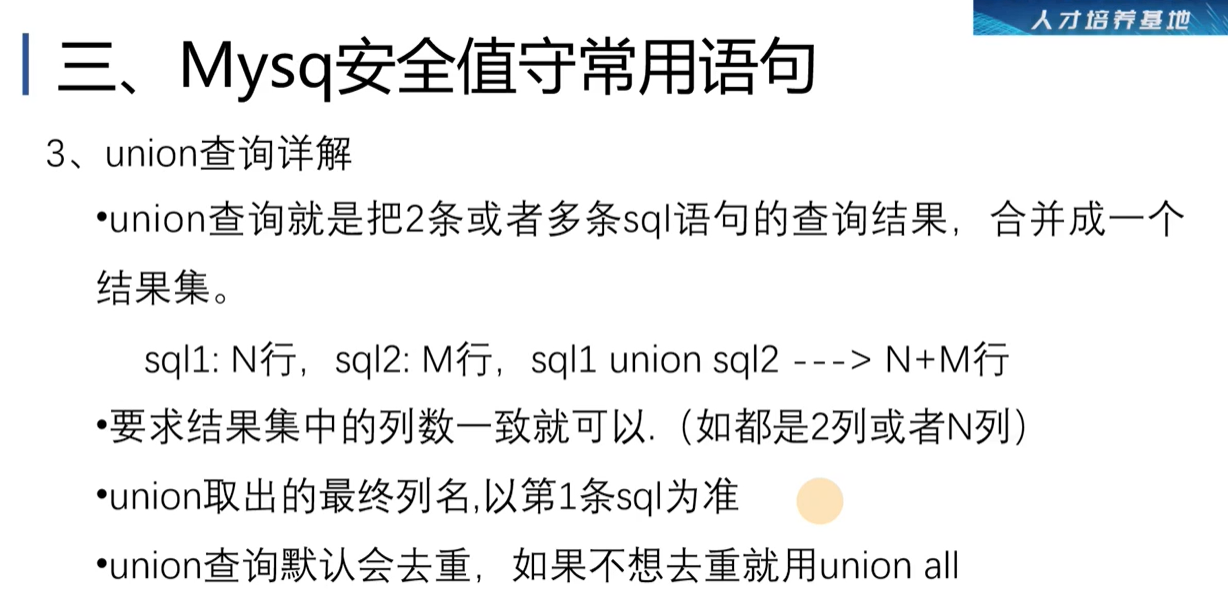 人才培养基地
三、Mysq安全值守常用语句
3、union查询详解
•union查询就是把2条或者多条sql语句的查询结果，合并成一个
结果集。
sql1: N行，sql2: M行，sql1 union sql2 ---> N+M行
•要求结果集中的列数一致就可以.（如都是2列或者N列）
•union取出的最终列名,以第1条sql为准
•union查询默认会去重，如果不想去重就用union all